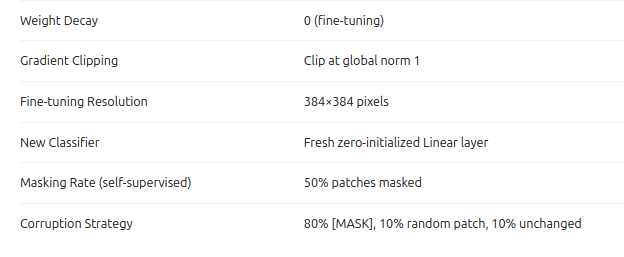 Weight Decay 0 (fine-tuning)
Gradient Clipping Clip at global norm 1
Fine-tuning Resolution 384×384 pixels
New Classifier Fresh zero-initialized Linear layer
Masking Rate (self-supervised) 50% patches masked
Corruption Strategy 80% [MASK], 10% random patch, 10% unchanged